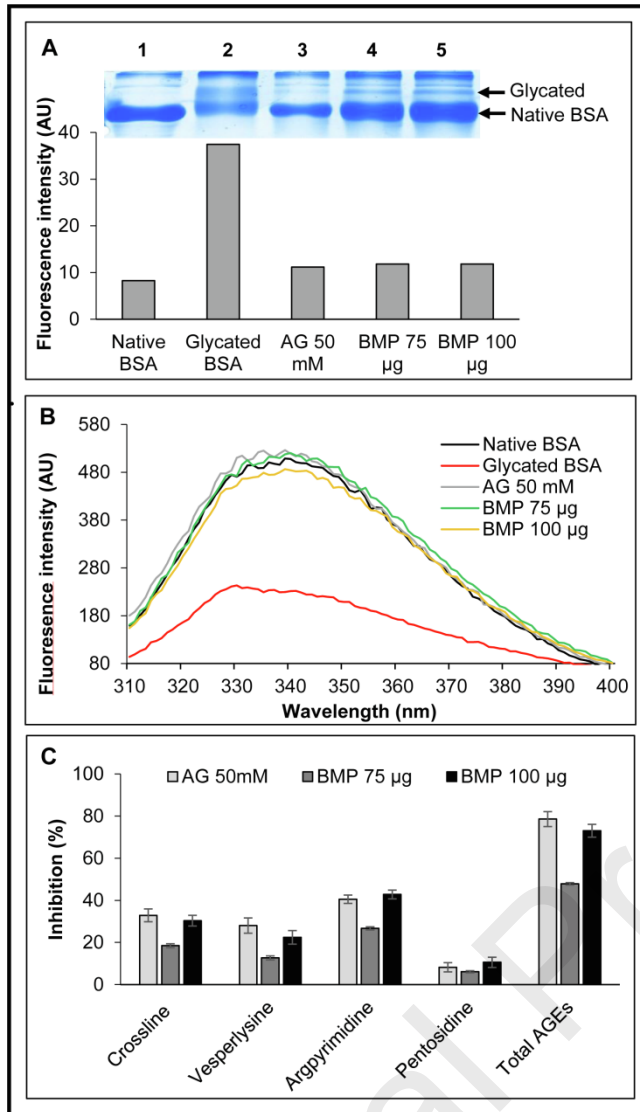 A
1 2 3 4 5
Glycated
Native BSA
Fluorescence intensity (AU)
40
30
20
10
0
Native BSA
Glycated BSA
AG 50 mM
BMP 75 µg
BMP 100 µg
B
Fluoresence intensity (AU)
580
480
380
280
180
80
Native BSA
Glycated BSA
AG 50 mM
BMP 75 µg
BMP 100 µg
310 320 330 340 350 360 370 380 390 400
Wavelength (nm)
C
AG 50mM BMP 75 µg BMP 100 µg
Inhibition (%)
100
80
60
40
20
0
Crossline
Vesperlysine
Argpyrimidine
Pentosidine
Total AGEs